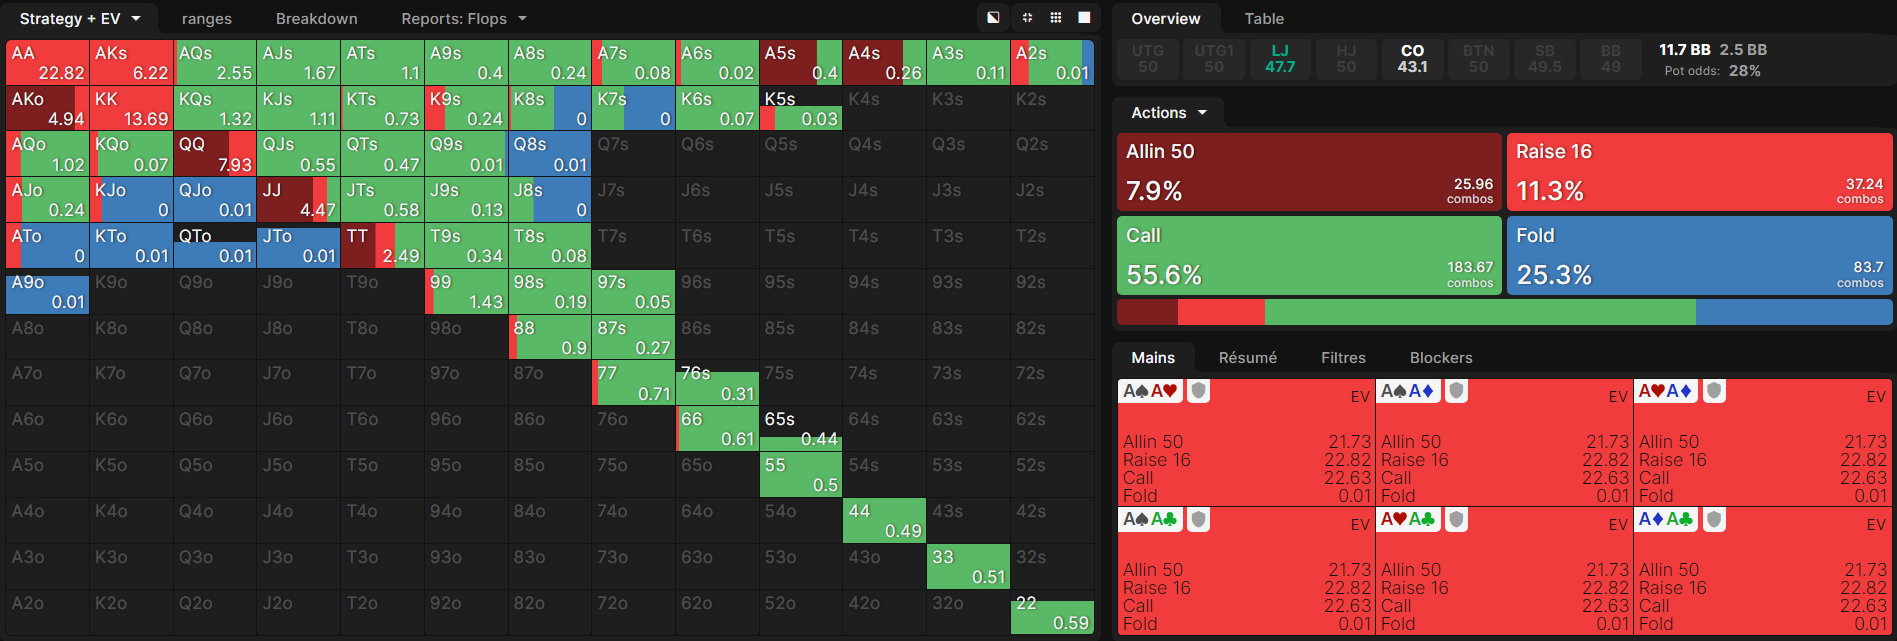 Strategy + EV ranges Breakdown Reports: Flops
AA AKs AQs AJs ATs A9s A8s A7s A6s A5s A4s A3s A2s
22.82 6.22 2.55 1.67 1.1 0.4 0.24 0.08 0.02 0.4 0.26 0.11 0.01
AKo KK KQs KJs KTs K9s K8s K7s K6s K5s K4s K3s K2s
4.94 13.69 1.32 1.11 0.73 0.24 0 0 0.07 0.03
AQo KQo QQ QJs QTs Q9s Q8s Q7s Q6s Q5s Q4s Q3s Q2s
1.02 0.07 7.93 0.55 0.47 0.01 0.01
AJo KJo QJo JJ JTs J9s J8s J7s J6s J5s J4s J3s J2s
0.24 0 0.01 4.47 0.58 0.13 0
ATo KTo QTo JTo TT T9s T8s T7s T6s T5s T4s T3s T2s
0 0.01 0.01 0.01 2.49 0.34 0.08
A9o K9o Q9o J9o T9o 99 98s 97s 96s 95s 94s 93s 92s
0.01 1.43 0.19 0.05
A8o K8o Q8o J8o T8o 98o 88 87s 86s 85s 84s 83s 82s
0.9 0.27
A7o K7o Q7o J7o T7o 97o 87o 77 76s 75s 74s 73s 72s
0.71 0.31
A6o K6o Q6o J6o T6o 96o 86o 76o 66 65s 64s 63s 62s
0.61 0.44
A5o K5o Q5o J5o T5o 95o 85o 75o 65o 55 54s 53s 52s
0.5
A4o K4o Q4o J4o T4o 94o 84o 74o 64o 54o 44 43s 42s
0.49
A3o K3o Q3o J3o T3o 93o 83o 73o 63o 53o 43o 33 32s
0.51
A2o K2o Q2o J2o T2o 92o 82o 72o 62o 52o 42o 32o 22
0.59
Overview Table
UTG UTG1 LJ HJ CO BTN SB BB 11.7 BB 2.5 BB
50 50 47.7 50 43.1 50 49.5 49 Pot odds: 28%
Actions
Allin 50 Raise 16
7.9% 25.96 combos 11.3% 37.24 combos
Call Fold
55.6% 183.67 combos 25.3% 83.7 combos
Mains Résumé Filtres Blockers
A♠A♥ EV A♠A♦ EV A♥A♦ EV
Allin 50 21.73 Allin 50 21.73 Allin 50 21.73
Raise 16 22.82 Raise 16 22.82 Raise 16 22.82
Call 22.63 Call 22.63 Call 22.63
Fold 0.01 Fold 0.01 Fold 0.01
A♠A♣ EV A♥A♣ EV A♦A♣ EV
Allin 50 21.73 Allin 50 21.73 Allin 50 21.73
Raise 16 22.82 Raise 16 22.82 Raise 16 22.82
Call 22.63 Call 22.63 Call 22.63
Fold 0.01 Fold 0.01 Fold 0.01